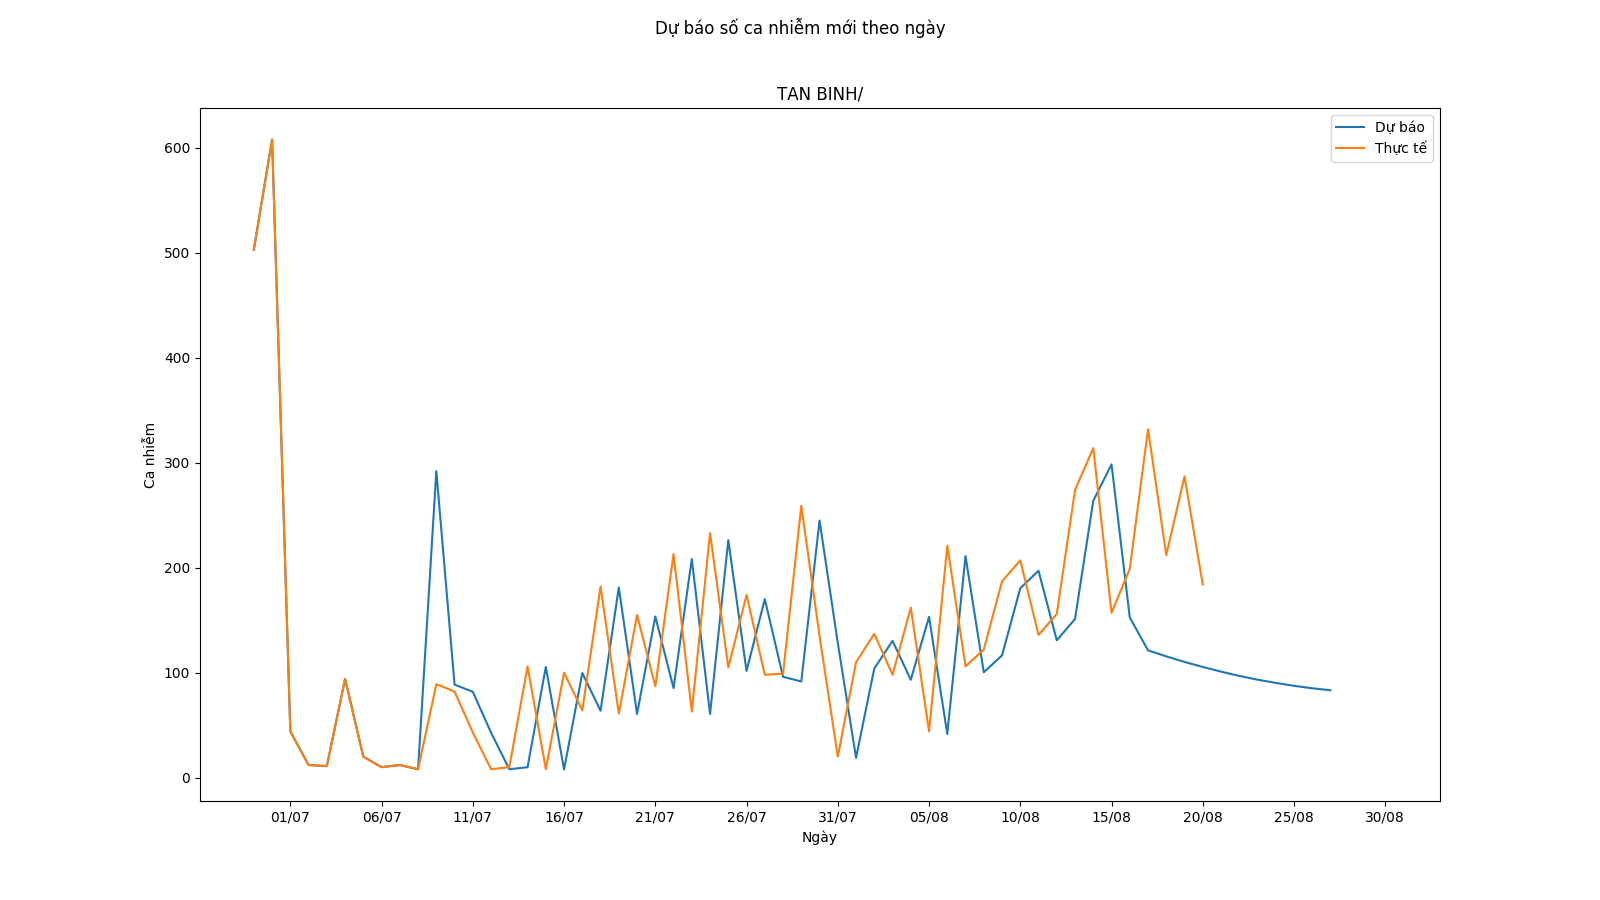 Dự báo số ca nhiễm mới theo ngày
TAN BINH/
Dự báo
Thực tế
600
500
400
300
200
100
0
Ca nhiễm
01/07 06/07 11/07 16/07 21/07 26/07 31/07 05/08 10/08 15/08 20/08 25/08 30/08
Ngày